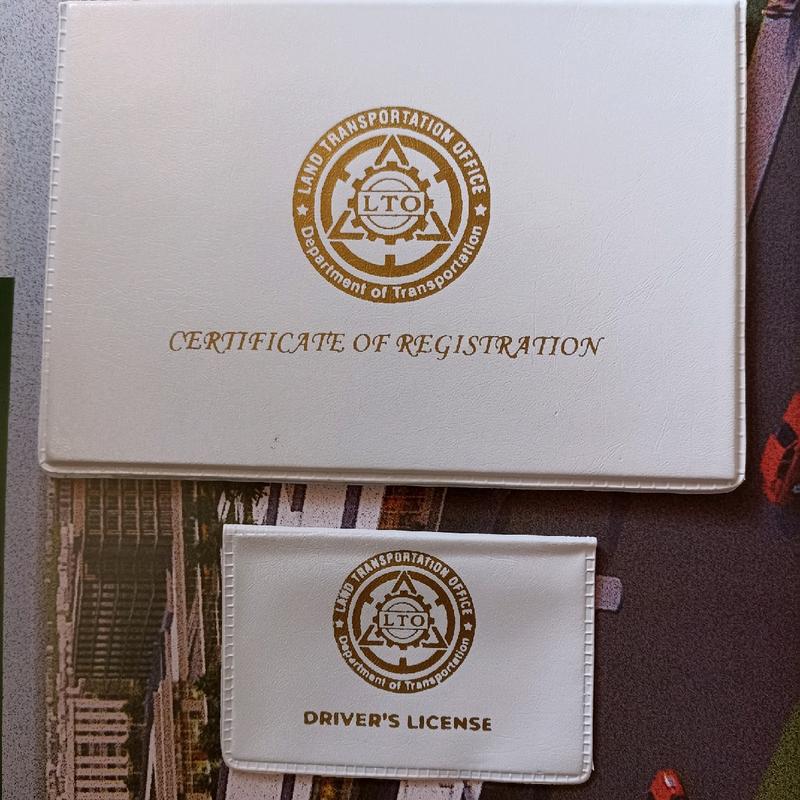 LAND TRANSPORTATION OFFICE
LTO
Department of Transportation
CERTIFICATE OF REGISTRATION
LAND TRANSPORTATION OFFICE
LTO
Department of Transportation
DRIVER'S LICENSE